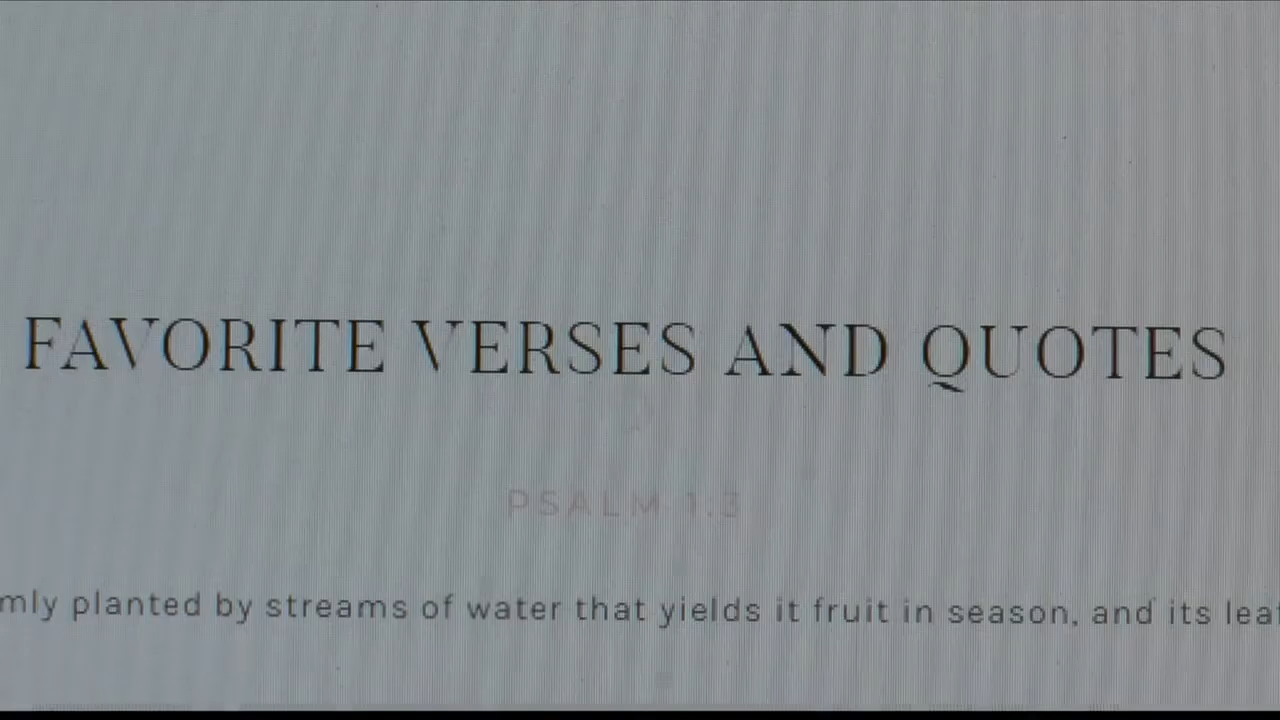 FAVORITE VERSES AND QUOTES
PSALM 1:3
mly planted by streams of water that yields it fruit in season, and its lea